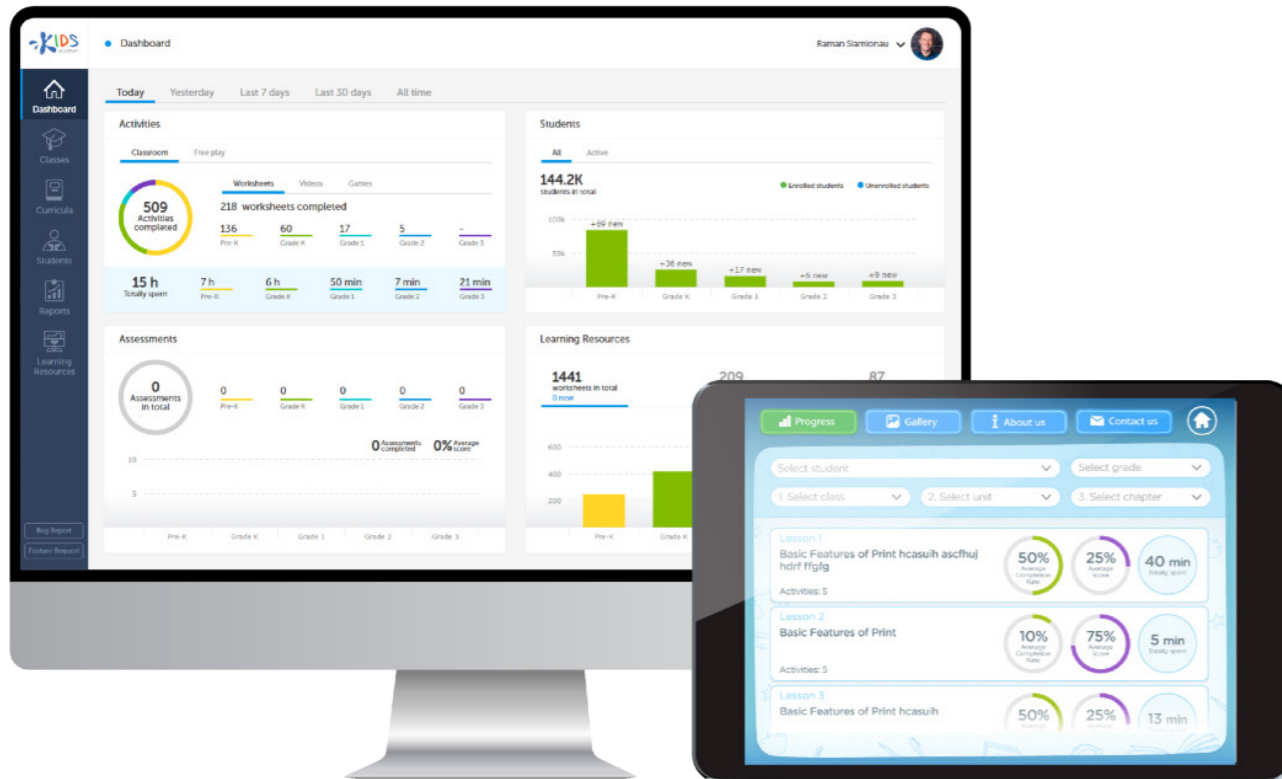 KIDS
ACADEMY
Dashboard
Raman Siamionau
Dashboard
Classes
Curricula
Students
Reports
Learning
Resources
Bug Report
Feature Request
Today Yesterday Last 7 days Last 30 days All time
Activities
Classroom Free play
509
Activities
completed
Worksheets Videos Games
218 worksheets completed
136 60 17 5 -
Pre-K Grade K Grade 1 Grade 2 Grade 3
15 h 7 h 6 h 50 min 7 min 21 min
Totally spent Pre-K Grade K Grade 1 Grade 2 Grade 3
Students
All Active
144.2K
students in total
Enrolled students Unenrolled students
100k
50k
+69 new
+36 new
+17 new
+6 new
+9 new
Pre-K Grade K Grade 1 Grade 2 Grade 3
Assessments
0
Assessments
in total
0 0 0 0 0
Pre-K Grade K Grade 1 Grade 2 Grade 3
0 Assessments completed 0% Average score
10
5
Pre-K Grade K Grade 1 Grade 2 Grade 3
Learning Resources
1441 209 87
worksheets in total
0 new
600
400
200
Pre-K Grade K
Progress Gallery About us Contact us
Select student Select grade
1. Select class 2. Select unit 3. Select chapter
Lesson 1
Basic Features of Print hcasuih ascfhuj
hdrf ffgfg
Activities: 5
50%
Average
Completion
Rate
25%
Average
Score
40 min
Totally spent
Lesson 2
Basic Features of Print
Activities: 5
10%
Average
Completion
Rate
75%
Average
Score
5 min
Totally spent
Lesson 3
Basic Features of Print hcasuih
50%
Average
25%
Average
13 min
Totally spent